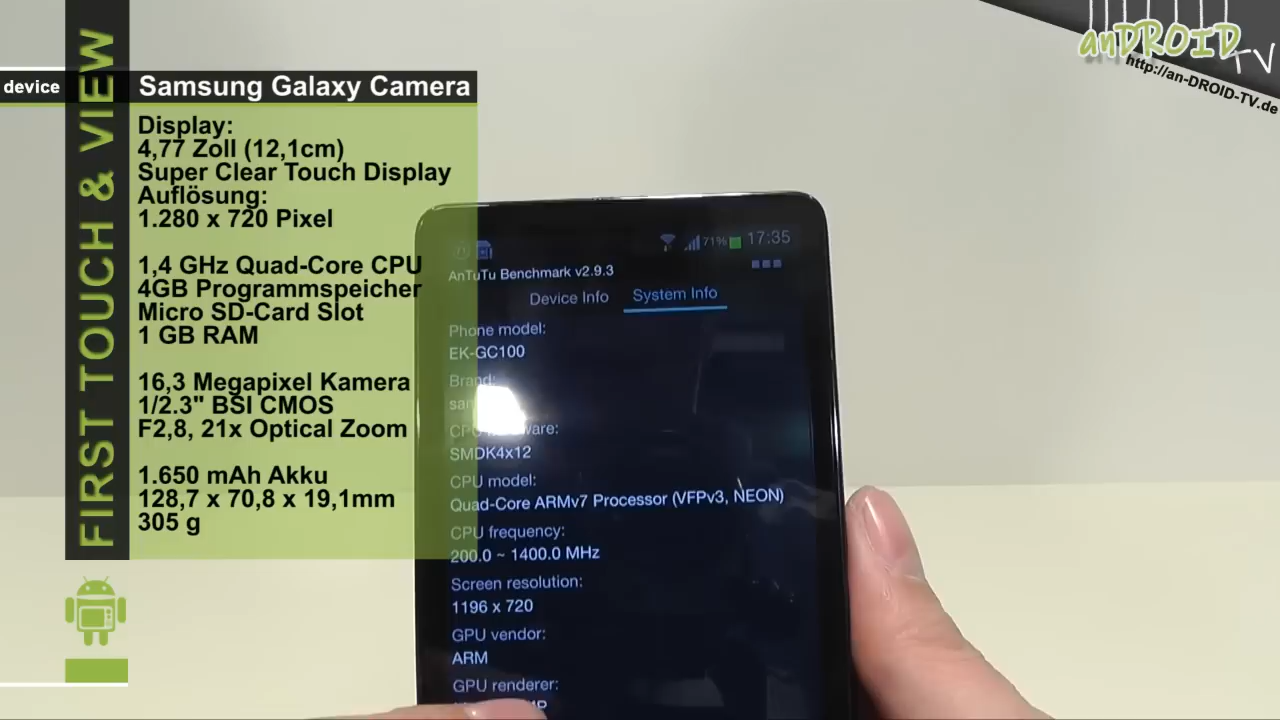 anDROID TV
http://an-DROID-TV.de
FIRST TOUCH & VIEW
device
Samsung Galaxy Camera
Display:
4,77 Zoll (12,1cm)
Super Clear Touch Display
Auflösung:
1.280 x 720 Pixel
1,4 GHz Quad-Core CPU
4GB Programmspeicher
Micro SD-Card Slot
1 GB RAM
16,3 Megapixel Kamera
1/2.3" BSI CMOS
F2,8, 21x Optical Zoom
1.650 mAh Akku
128,7 x 70,8 x 19,1mm
305 g
71% 17:35
AnTuTu Benchmark v2.9.3
Device Info System Info
Phone model:
EK-GC100
Brand:
CPU
SMDK4x12
CPU model:
Quad-Core ARMv7 Processor (VFPv3, NEON)
CPU frequency:
200.0 ~ 1400.0 MHz
Screen resolution:
1196 x 720
GPU vendor:
ARM
GPU renderer: